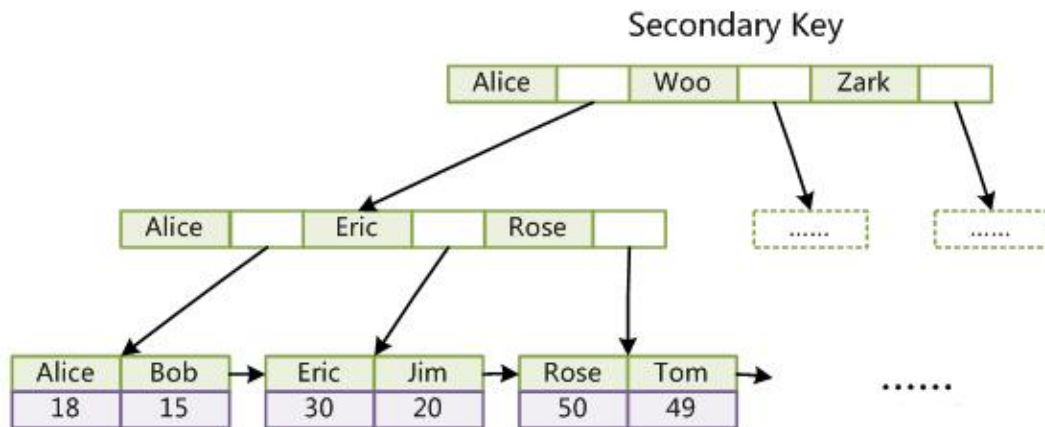 Secondary Key
Alice Woo Zark
Alice Eric Rose
...... ......
Alice Bob Eric Jim Rose Tom
18 15 30 20 50 49
......